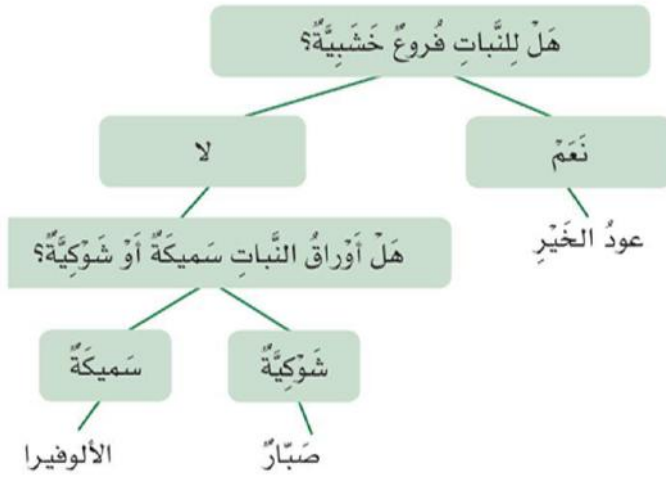 هَلْ لِلنَّباتِ فُروعٌ خَشَبِيَّةٌ؟
نَعَمْ
لا
عودُ الخَيْرِ
هَلْ أَوْراقُ النَّباتِ سَميكَةٌ أَوْ شَوْكِيَّةٌ؟
شَوْكِيَّةٌ
سَميكَةٌ
صَبّارٌ
الألوفيرا